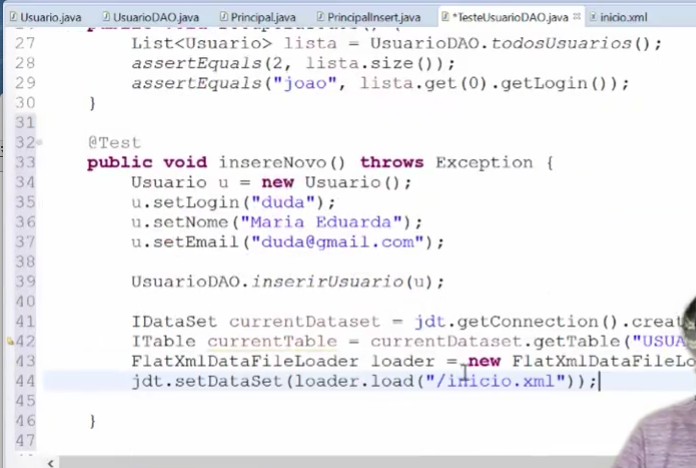 Usuario.java UsuarioDAO.java Principal.java PrincipalInsert.java *TesteUsuarioDAO.java inicio.xml
27 List<Usuario> lista = UsuarioDAO.todosUsuarios();
28 assertEquals(2, lista.size());
29 assertEquals("joao", lista.get(0).getLogin());
30 }
31
32 @Test
33 public void insereNovo() throws Exception {
34 Usuario u = new Usuario();
35 u.setLogin("duda");
36 u.setNome("Maria Eduarda");
37 u.setEmail("duda@gmail.com");
38
39 UsuarioDAO.inserirUsuario(u);
40
41 IDataSet currentDataset = jdt.getConnection().creat
42 ITable currentTable = currentDataset.getTable("USUA
43 FlatXmlDataFileLoader loader = new FlatXmlDataFileLo
44 jdt.setDataSet(loader.load("/inicio.xml"));
45
46 }
47